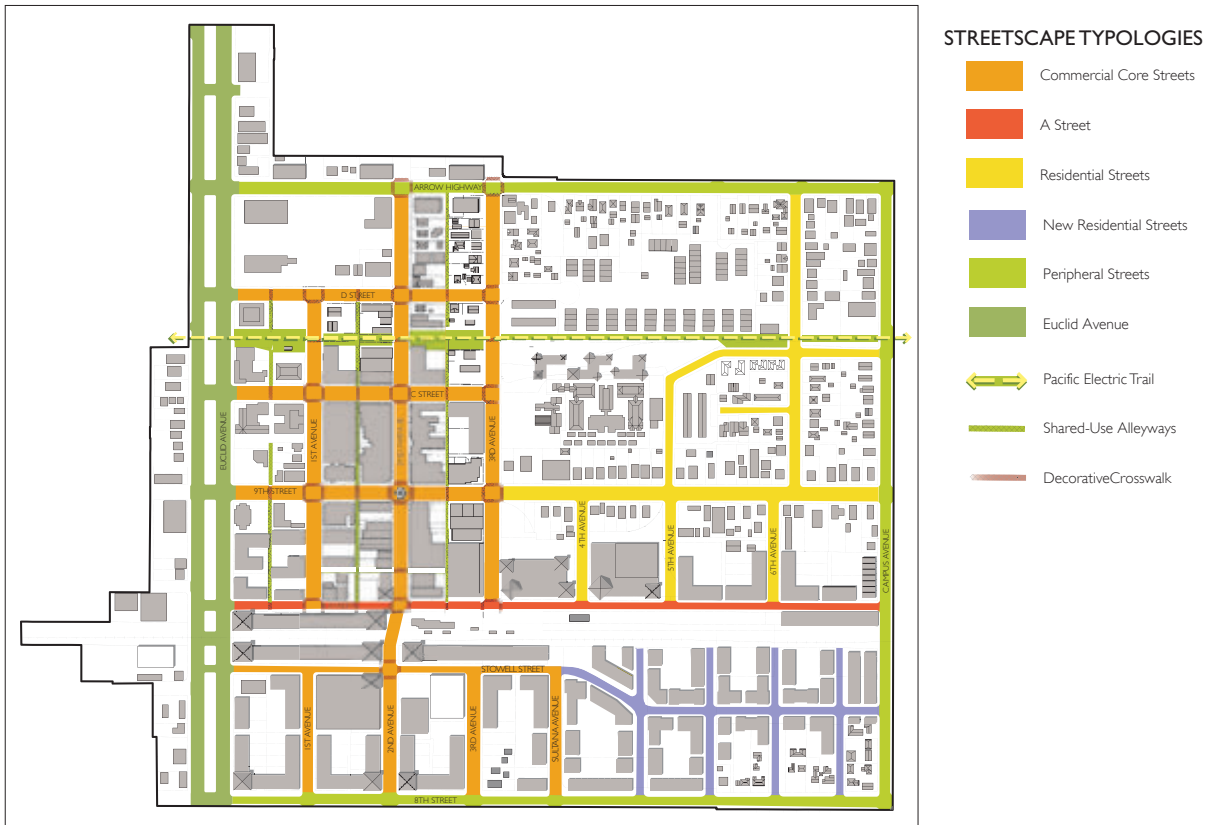 STREETSCAPE TYPOLOGIES
Commercial Core Streets
A Street
Residential Streets
New Residential Streets
Peripheral Streets
Euclid Avenue
Pacific Electric Trail
Shared-Use Alleyways
DecorativeCrosswalk
ARROW HIGHWAY
D STREET
C STREET
EUCLID AVENUE
1ST AVENUE
3RD AVENUE
9TH STREET
4TH AVENUE
5TH AVENUE
6TH AVENUE
CAMPUS AVENUE
STOWELL STREET
1ST AVENUE
2ND AVENUE
3RD AVENUE
SULTANA AVENUE
8TH STREET